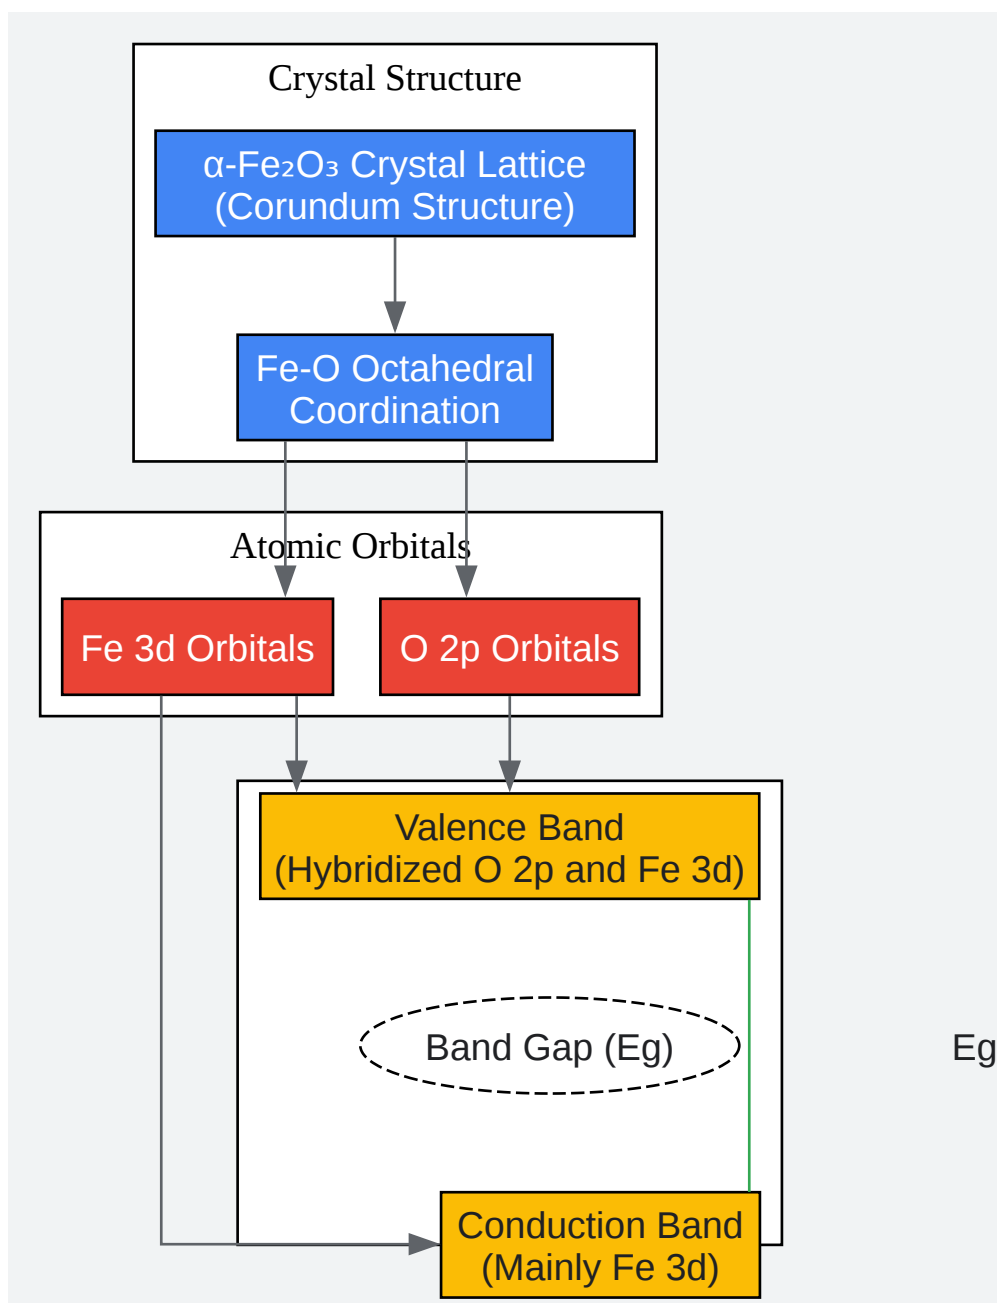 Crystal Structure
α-Fe₂O₃ Crystal Lattice
(Corundum Structure)
Fe-O Octahedral
Coordination
Atomic Orbitals
Fe 3d Orbitals
O 2p Orbitals
Valence Band
(Hybridized O 2p and Fe 3d)
Band Gap (Eg)
Eg
Conduction Band
(Mainly Fe 3d)